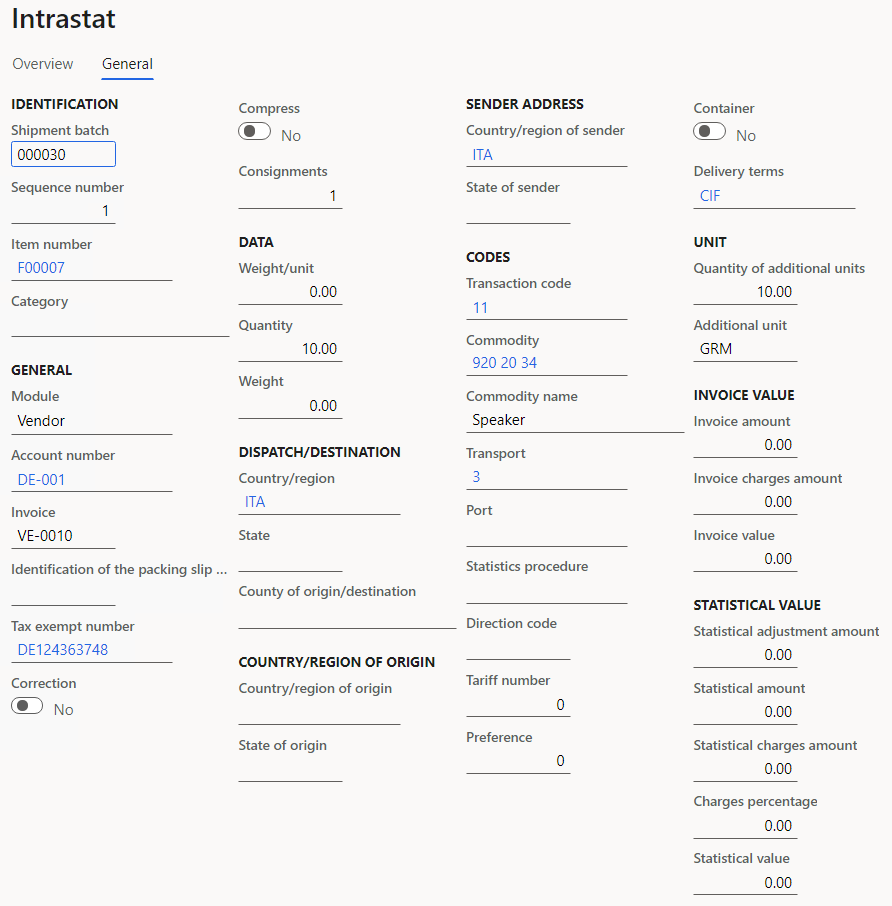 Intrastat
Overview
General
IDENTIFICATION
Shipment batch
000030
Sequence number
1
Item number
F00007
Category
GENERAL
Module
Vendor
Account number
DE-001
Invoice
VE-0010
Identification of the packing slip ...
Tax exempt number
DE124363748
Correction
No
Compress
No
Consignments
1
DATA
Weight/unit
0.00
Quantity
10.00
Weight
0.00
DISPATCH/DESTINATION
Country/region
ITA
State
County of origin/destination
COUNTRY/REGION OF ORIGIN
Country/region of origin
State of origin
SENDER ADDRESS
Country/region of sender
ITA
State of sender
CODES
Transaction code
11
Commodity
920 20 34
Commodity name
Speaker
Transport
3
Port
Statistics procedure
Direction code
Tariff number
0
Preference
0
Container
No
Delivery terms
CIF
UNIT
Quantity of additional units
10.00
Additional unit
GRM
INVOICE VALUE
Invoice amount
0.00
Invoice charges amount
0.00
Invoice value
0.00
STATISTICAL VALUE
Statistical adjustment amount
0.00
Statistical amount
0.00
Statistical charges amount
0.00
Charges percentage
0.00
Statistical value
0.00